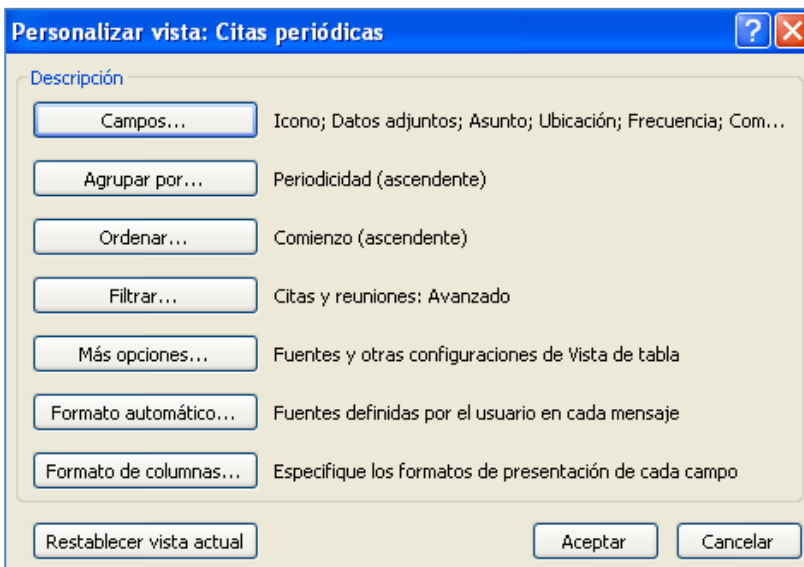 Personalizar vista: Citas periódicas
Descripción
Campos... Icono; Datos adjuntos; Asunto; Ubicación; Frecuencia; Com...
Agrupar por... Periodicidad (ascendente)
Ordenar... Comienzo (ascendente)
Filtrar... Citas y reuniones: Avanzado
Más opciones... Fuentes y otras configuraciones de Vista de tabla
Formato automático... Fuentes definidas por el usuario en cada mensaje
Formato de columnas... Especifique los formatos de presentación de cada campo
Restablecer vista actual Aceptar Cancelar